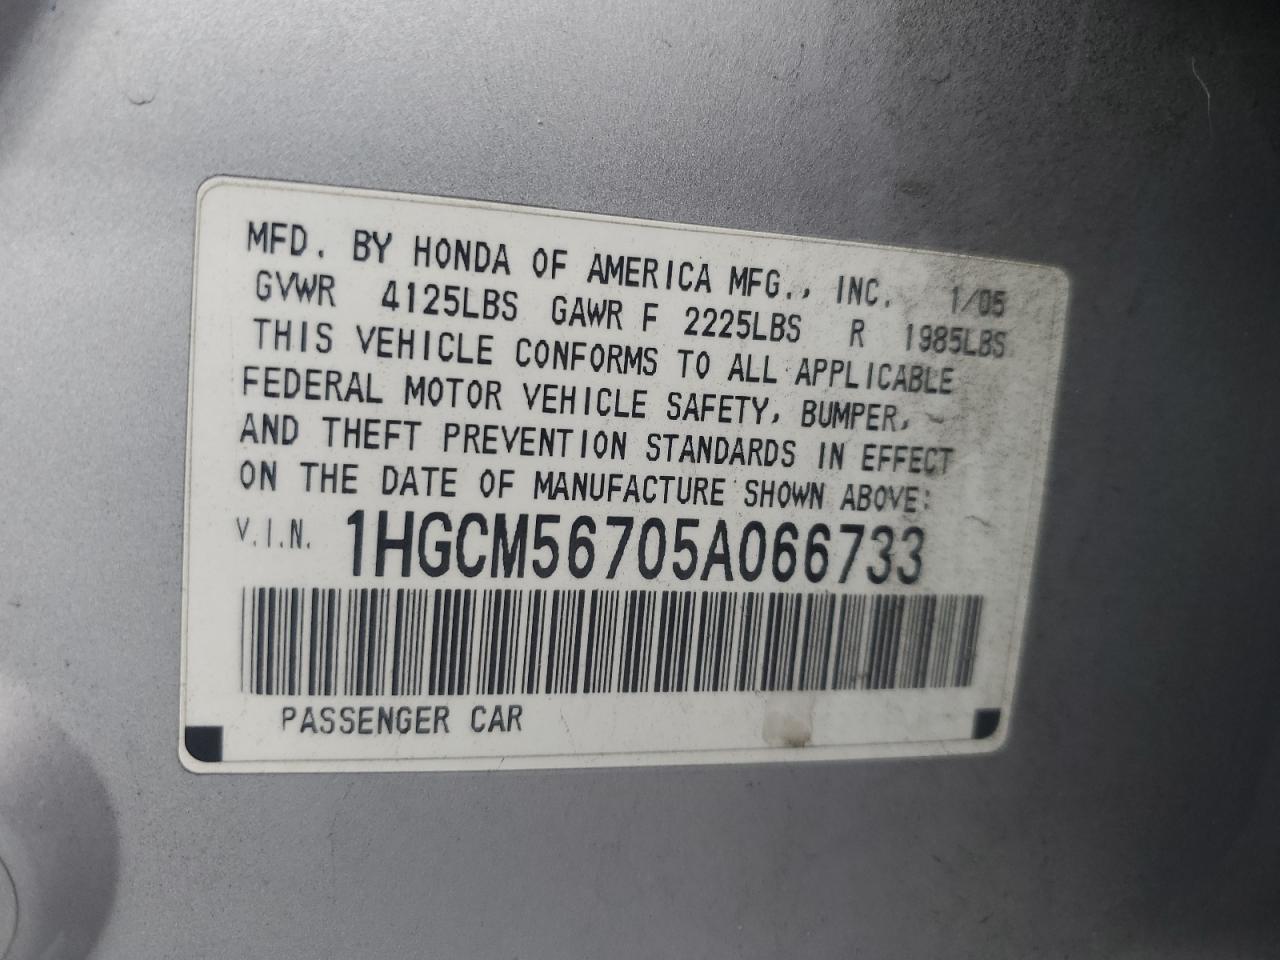 MFD. BY HONDA OF AMERICA MFG., INC. 1/05
GVWR 4125LBS GAWR F 2225LBS R 1985LBS
THIS VEHICLE CONFORMS TO ALL APPLICABLE
FEDERAL MOTOR VEHICLE SAFETY, BUMPER,
AND THEFT PREVENTION STANDARDS IN EFFECT
ON THE DATE OF MANUFACTURE SHOWN ABOVE:
V.I.N. 1HGCM56705A066733
PASSENGER CAR